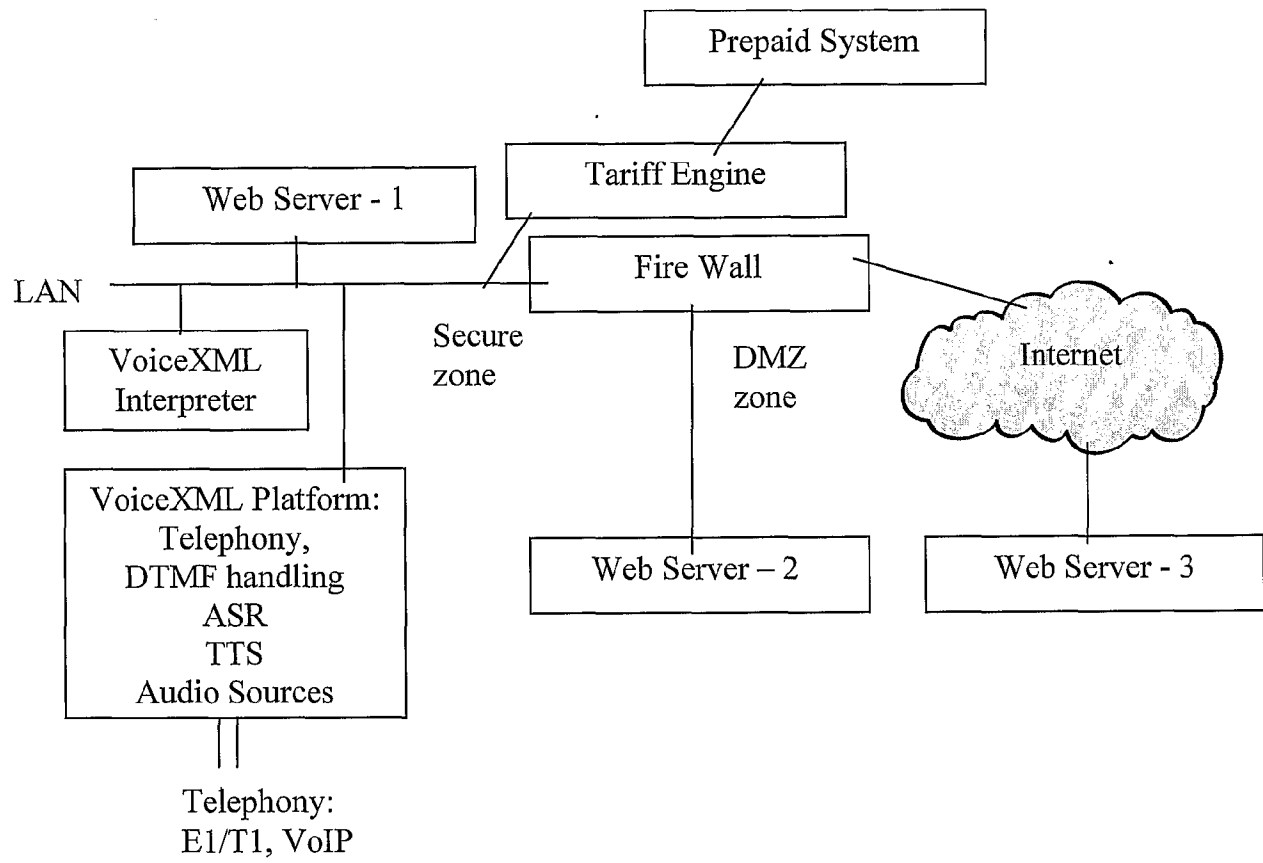 Prepaid System
Tariff Engine
Web Server - 1
Fire Wall
LAN
Secure
zone
DMZ
zone
Internet
VoiceXML
Interpreter
VoiceXML Platform:
Telephony,
DTMF handling
ASR
TTS
Audio Sources
Web Server – 2
Web Server - 3
Telephony:
E1/T1, VoIP